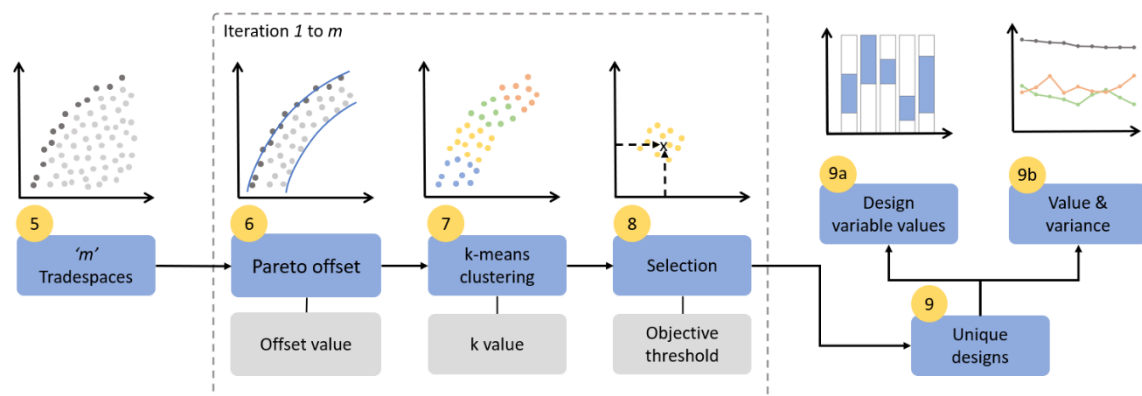 Iteration 1 to m
5
‘m’
Tradespaces
6
Pareto offset
Offset value
7
k-means
clustering
k value
x
8
Selection
Objective
threshold
9a
Design
variable values
9b
Value &
variance
9
Unique
designs